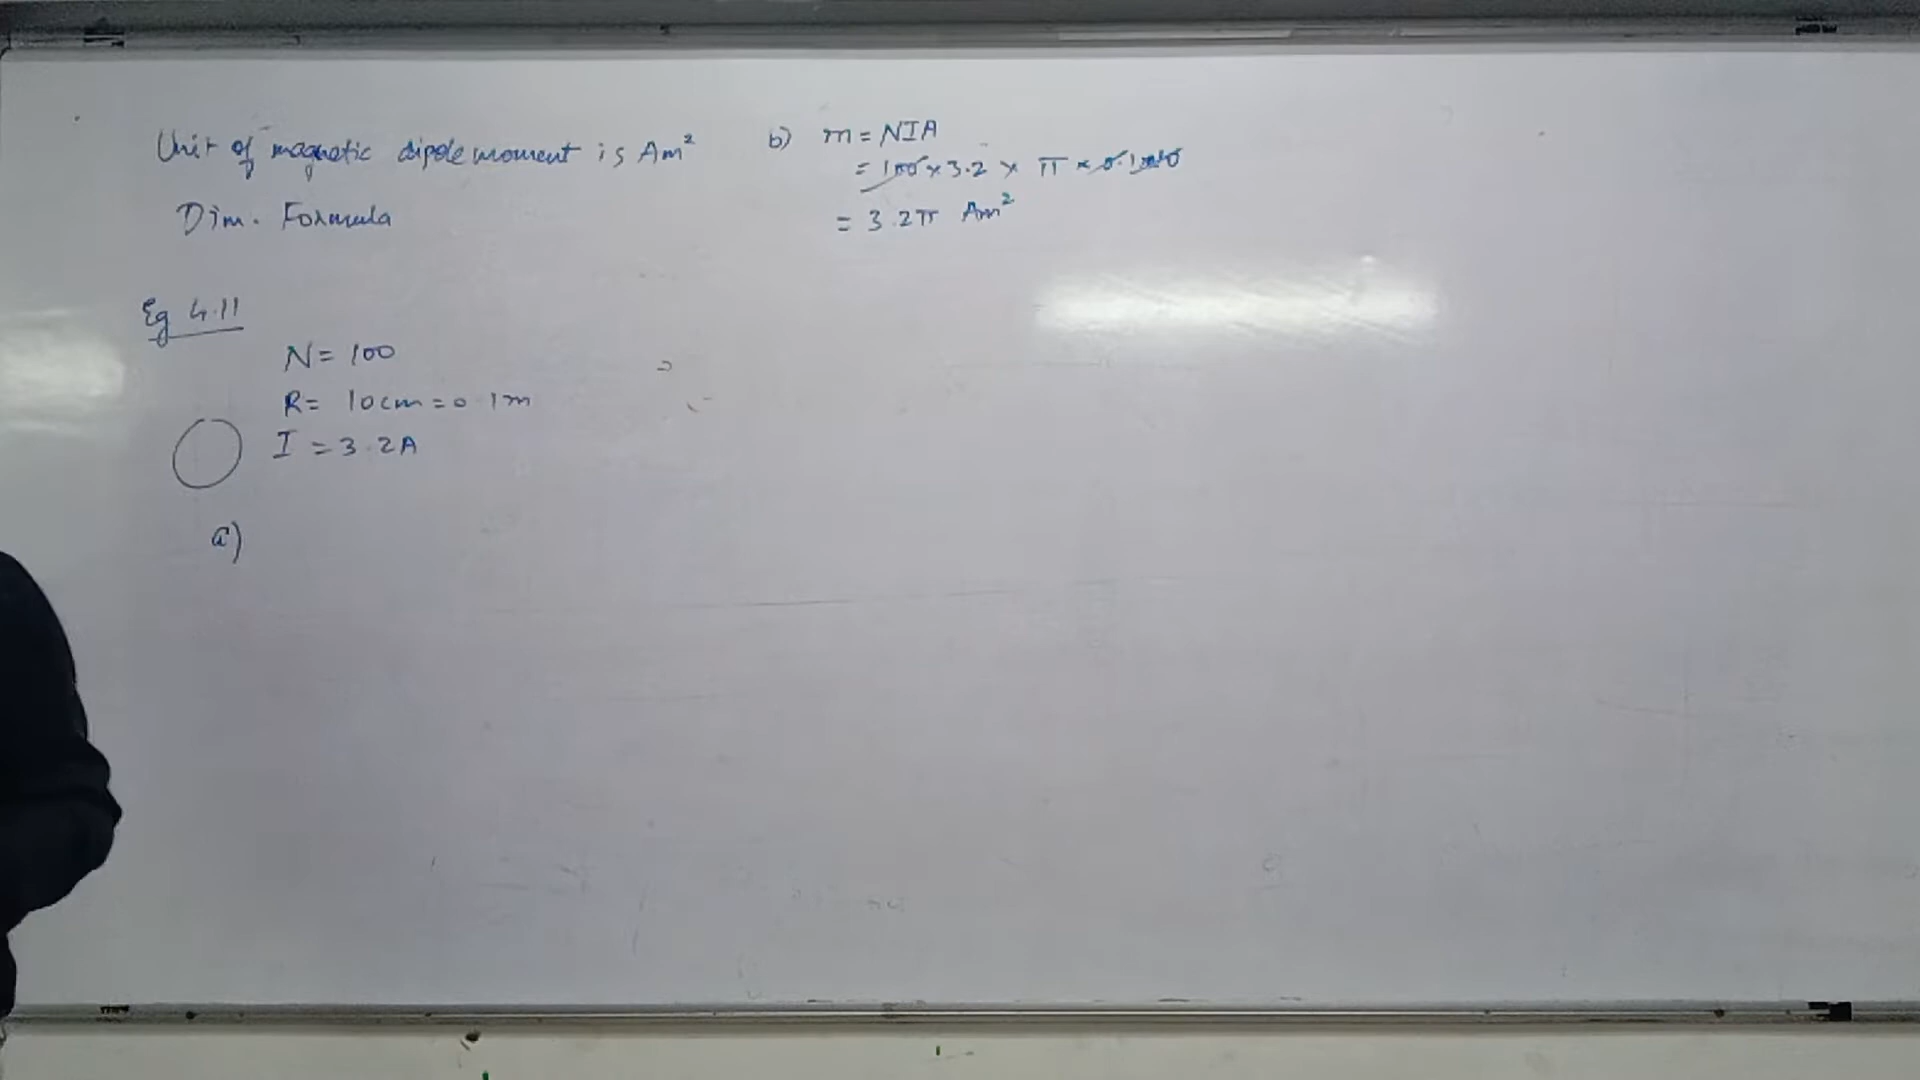 Unit of magnetic dipole moment is Am²
Dim. Formula
Eg 4.11
N = 100
R = 10cm = 0.1m
I = 3.2A
a)
b) m = NIA
= 100 × 3.2 × π ×
= 3.2π Am²